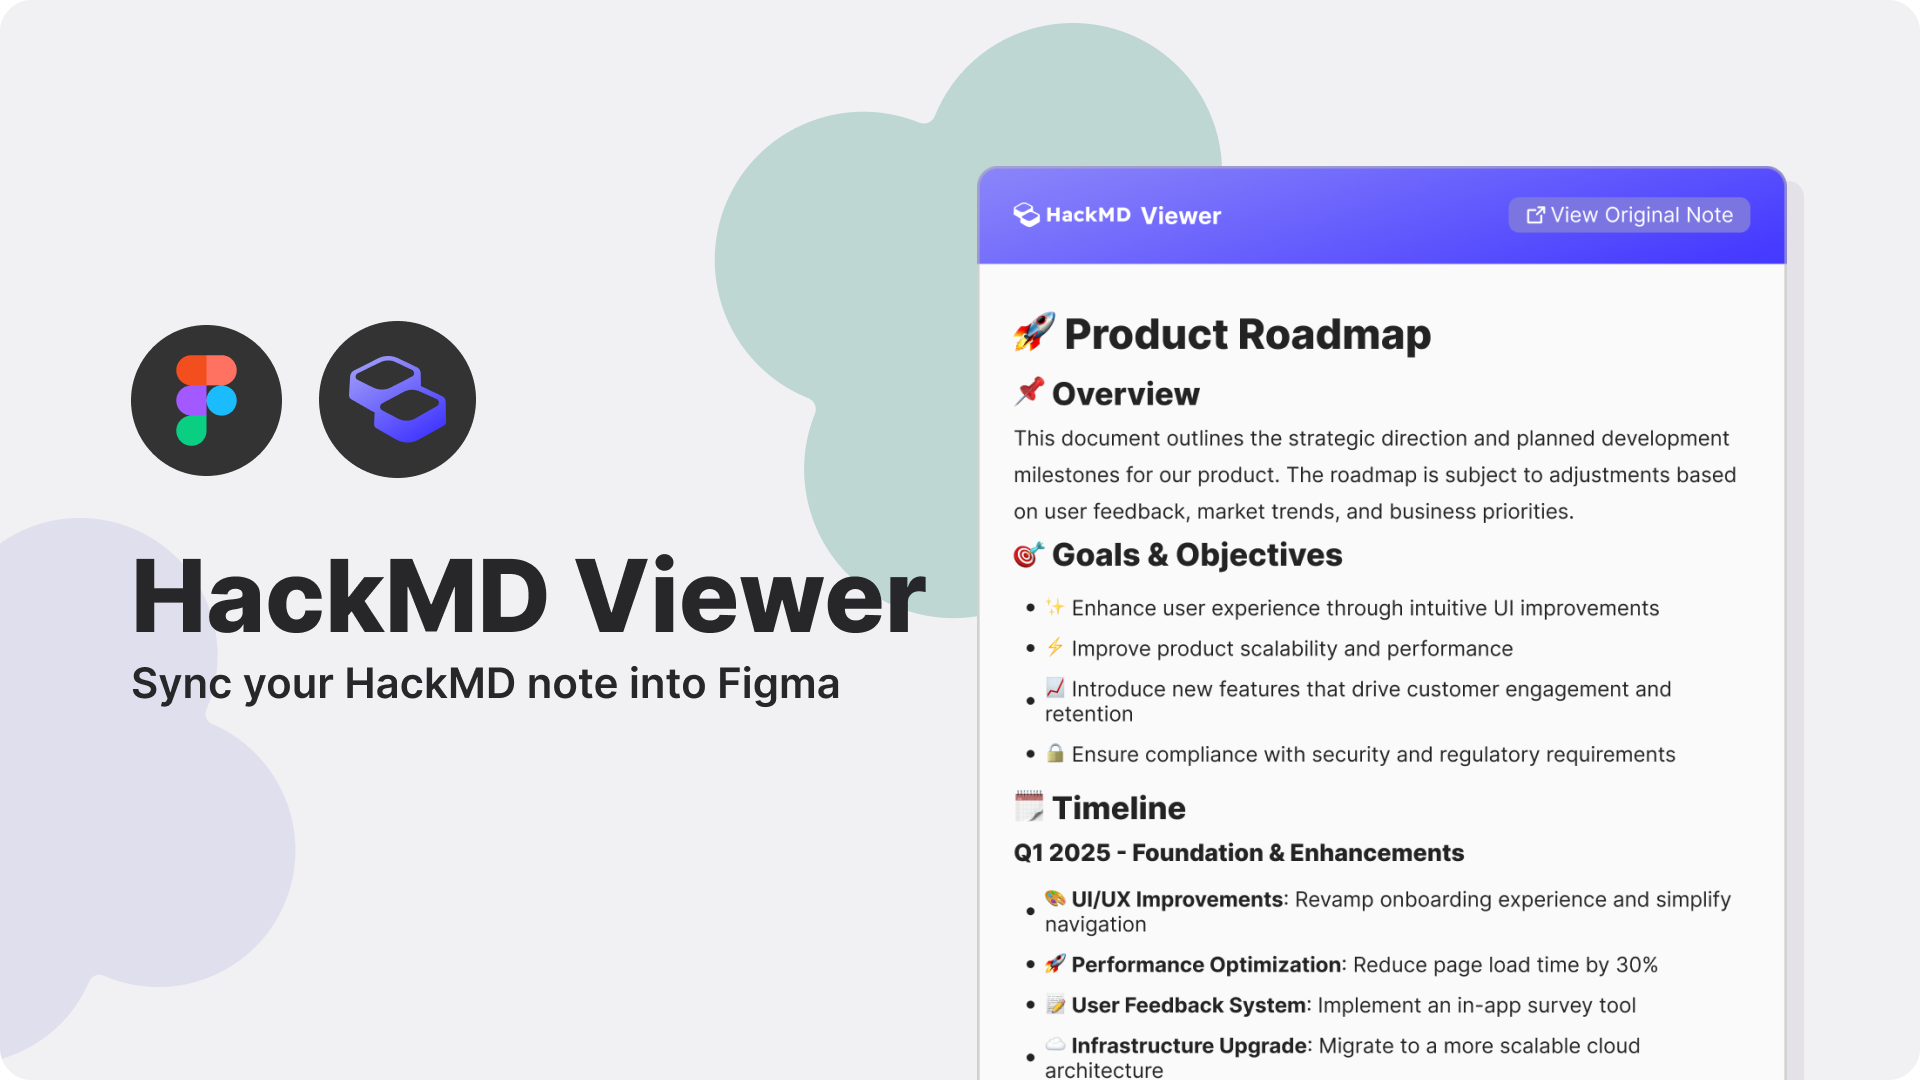 HackMD Viewer
Sync your HackMD note into Figma
HackMD Viewer
View Original Note
🚀 Product Roadmap
📌 Overview
This document outlines the strategic direction and planned development
milestones for our product. The roadmap is subject to adjustments based
on user feedback, market trends, and business priorities.
🎯 Goals & Objectives
• ✨ Enhance user experience through intuitive UI improvements
• ⚡ Improve product scalability and performance
• 📈 Introduce new features that drive customer engagement and
retention
• 🔒 Ensure compliance with security and regulatory requirements
🗓️ Timeline
Q1 2025 - Foundation & Enhancements
• 🎨 UI/UX Improvements: Revamp onboarding experience and simplify
navigation
• 🚀 Performance Optimization: Reduce page load time by 30%
• 📝 User Feedback System: Implement an in-app survey tool
• ☁️ Infrastructure Upgrade: Migrate to a more scalable cloud
architecture